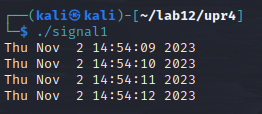 ┌──(kali㉿kali)-[~/lab12/upr4]
└─$ ./signal1
Thu Nov  2 14:54:09 2023
Thu Nov  2 14:54:10 2023
Thu Nov  2 14:54:11 2023
Thu Nov  2 14:54:12 2023